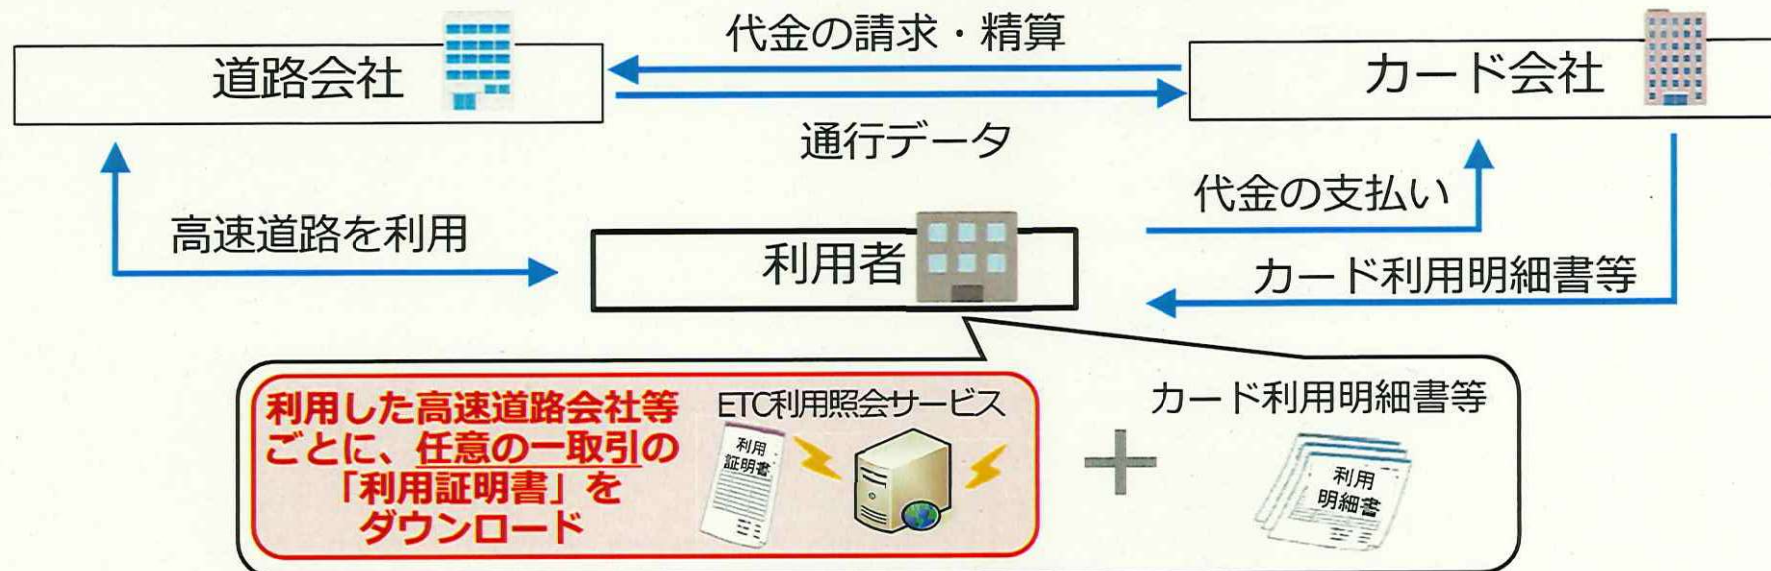 代金の請求・精算
道路会社
カード会社
通行データ
代金の支払い
高速道路を利用
利用者
カード利用明細書等
利用した高速道路会社等
ごとに、任意の一取引の
「利用証明書」を
ダウンロード
ETC利用照会サービス
利用
証明書
カード利用明細書等
利用
明細書